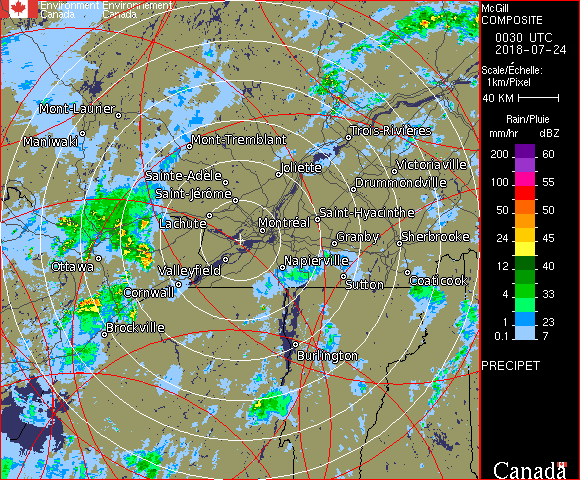 Environment Environnement
Canada Canada
McGill
COMPOSITE
0030 UTC
2018-07-24
Scale/Échelle:
1km/Pixel
40 KM
Rain/Pluie
mm/hr dBZ
200 60
100 55
50 50
24 45
12 40
4 33
1 23
0.1 7
PRECIPET
Canada
Mont-Laurier
Maniwaki
Mont-Tremblant
Trois-Rivières
Joliette
Victoriaville
Sainte-Adèle
Drummondville
Saint-Jérôme
Lachute
Saint-Hyacinthe
Montréal
Granby
Sherbrooke
Ottawa
Valleyfield
Napierville
Cornwall
Sutton
Coaticook
Brockville
Burlington